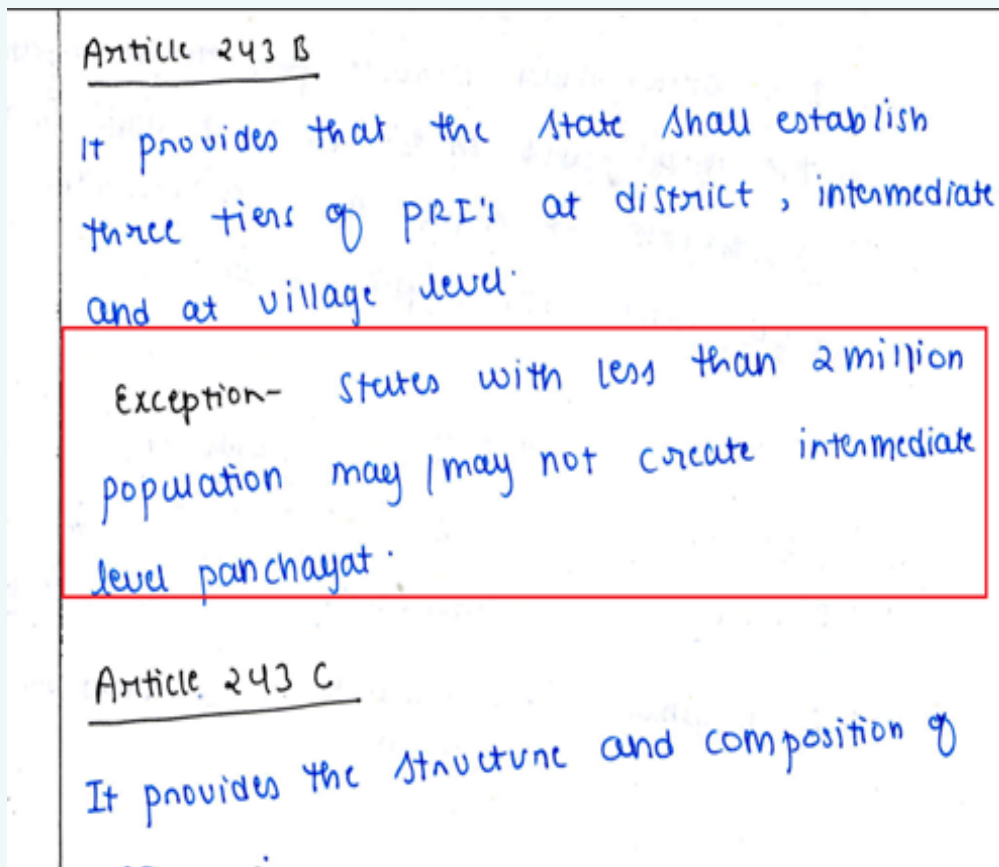 Article 243 B
It provides that the state shall establish
three tiers of PRI's at district, intermediate
and at village level.
Exception- States with less than 2 million
population may/may not create intermediate
level panchayat.
Article 243 C
It provides the structure and composition of